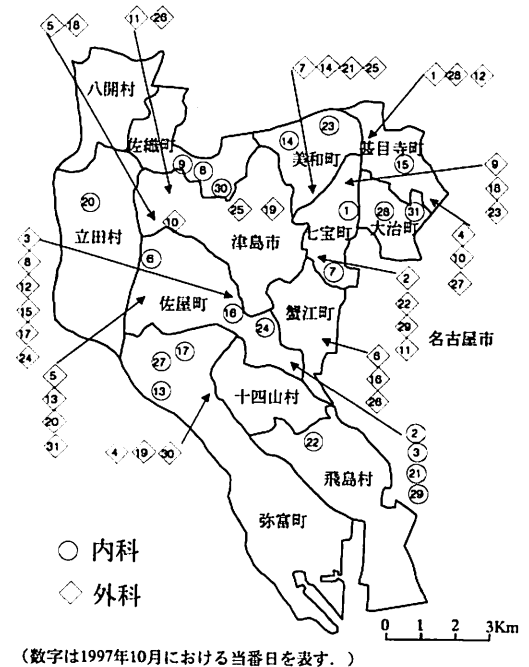 5 18
11 26
7 14 21 25
1 28 12
八開村
佐織町
23
14
美和町
甚目寺町
15
9
8
30
9
18
23
20
立田村
10
25 19
津島市
1
七宝町
28
31
大治町
4
10
27
3
8
12
15
17
24
6
佐屋町
16
7
24
蟹江町
2
22
29
11
名古屋市
6
16
26
5
13
20
31
27
17
13
十四山村
2
3
21
29
4 19 30
22
飛島村
弥富町
内科
外科
0 1 2 3Km
(数字は1997年10月における当番日を表す.)